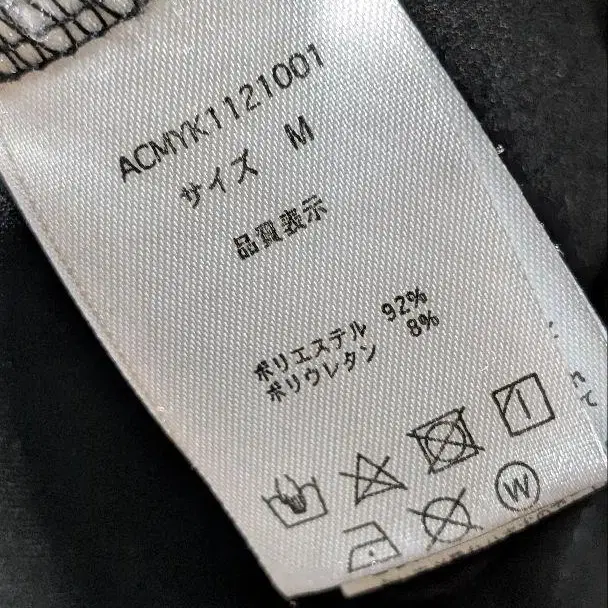 ACMYK1121001
サイズ M
品質表示
ポリエステル 92%
ポリウレタン 8%
W